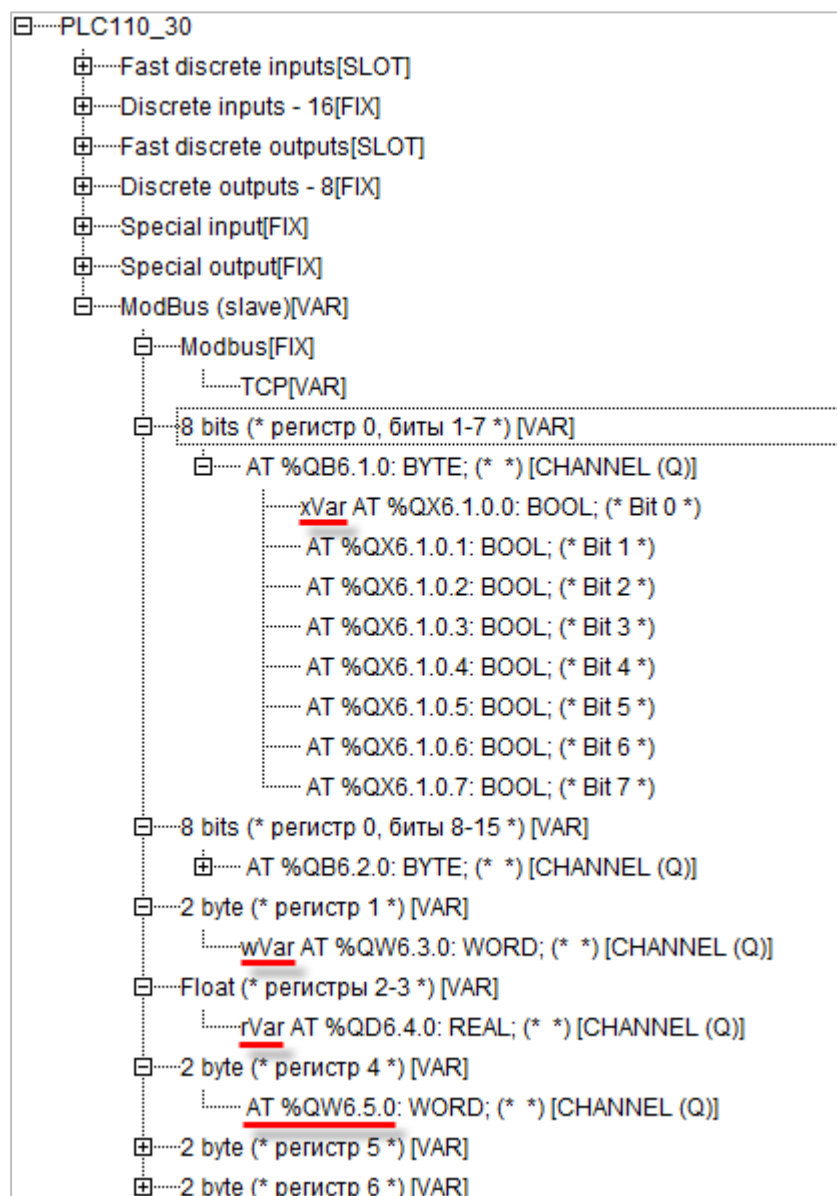 PLC110_30
Fast discrete inputs[SLOT]
Discrete inputs - 16[FIX]
Fast discrete outputs[SLOT]
Discrete outputs - 8[FIX]
Special input[FIX]
Special output[FIX]
ModBus (slave)[VAR]
Modbus[FIX]
TCP[VAR]
8 bits (* регистр 0, биты 1-7 *) [VAR]
AT %QB6.1.0: BYTE; (* *) [CHANNEL (Q)]
xVar AT %QX6.1.0.0: BOOL; (* Bit 0 *)
AT %QX6.1.0.1: BOOL; (* Bit 1 *)
AT %QX6.1.0.2: BOOL; (* Bit 2 *)
AT %QX6.1.0.3: BOOL; (* Bit 3 *)
AT %QX6.1.0.4: BOOL; (* Bit 4 *)
AT %QX6.1.0.5: BOOL; (* Bit 5 *)
AT %QX6.1.0.6: BOOL; (* Bit 6 *)
AT %QX6.1.0.7: BOOL; (* Bit 7 *)
8 bits (* регистр 0, биты 8-15 *) [VAR]
AT %QB6.2.0: BYTE; (* *) [CHANNEL (Q)]
2 byte (* регистр 1 *) [VAR]
wVar AT %QW6.3.0: WORD; (* *) [CHANNEL (Q)]
Float (* регистры 2-3 *) [VAR]
rVar AT %QD6.4.0: REAL; (* *) [CHANNEL (Q)]
2 byte (* регистр 4 *) [VAR]
AT %QW6.5.0: WORD; (* *) [CHANNEL (Q)]
2 byte (* регистр 5 *) [VAR]
2 byte (* регистр 6 *) [VAR]